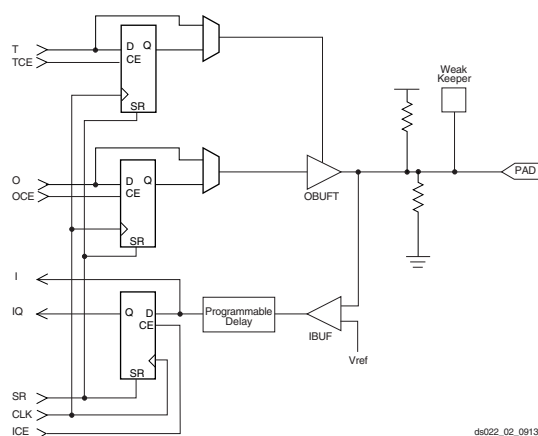 T
TCE
D Q
CE
SR
Weak
Keeper
O
OCE
D Q
CE
SR
OBUFT
PAD
I
IQ
Q D
CE
SR
Programmable
Delay
IBUF
Vref
SR
CLK
ICE
ds022_02_0913